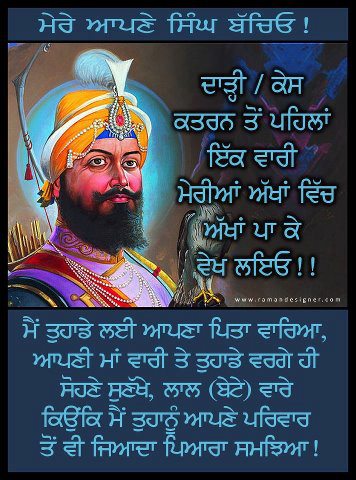 ਮੇਰੇ ਆਪਣੇ ਸਿੰਘ ਬੱਚਿਓ !
ਦਾੜ੍ਹੀ / ਕੇਸ
ਕਤਰਨ ਤੋਂ ਪਹਿਲਾਂ
ਇੱਕ ਵਾਰੀ
ਮੇਰੀਆਂ ਅੱਖਾਂ ਵਿੱਚ
ਅੱਖਾਂ ਪਾ ਕੇ
ਵੇਖ ਲਇਓ ! !
www.ramandesigner.com
ਮੈਂ ਤੁਹਾਡੇ ਲਈ ਆਪਣਾ ਪਿਤਾ ਵਾਰਿਆ,
ਆਪਣੀ ਮਾਂ ਵਾਰੀ ਤੇ ਤੁਹਾਡੇ ਵਰਗੇ ਹੀ
ਸੋਹਣੇ ਸੁਣੱਖੇ, ਲਾਲ (ਬੇਟੇ) ਵਾਰੇ
ਕਿਉਂਕਿ ਮੈਂ ਤੁਹਾਨੂੰ ਆਪਣੇ ਪਰਿਵਾਰ
ਤੋਂ ਵੀ ਜਿਆਦਾ ਪਿਆਰਾ ਸਮਝਿਆ !